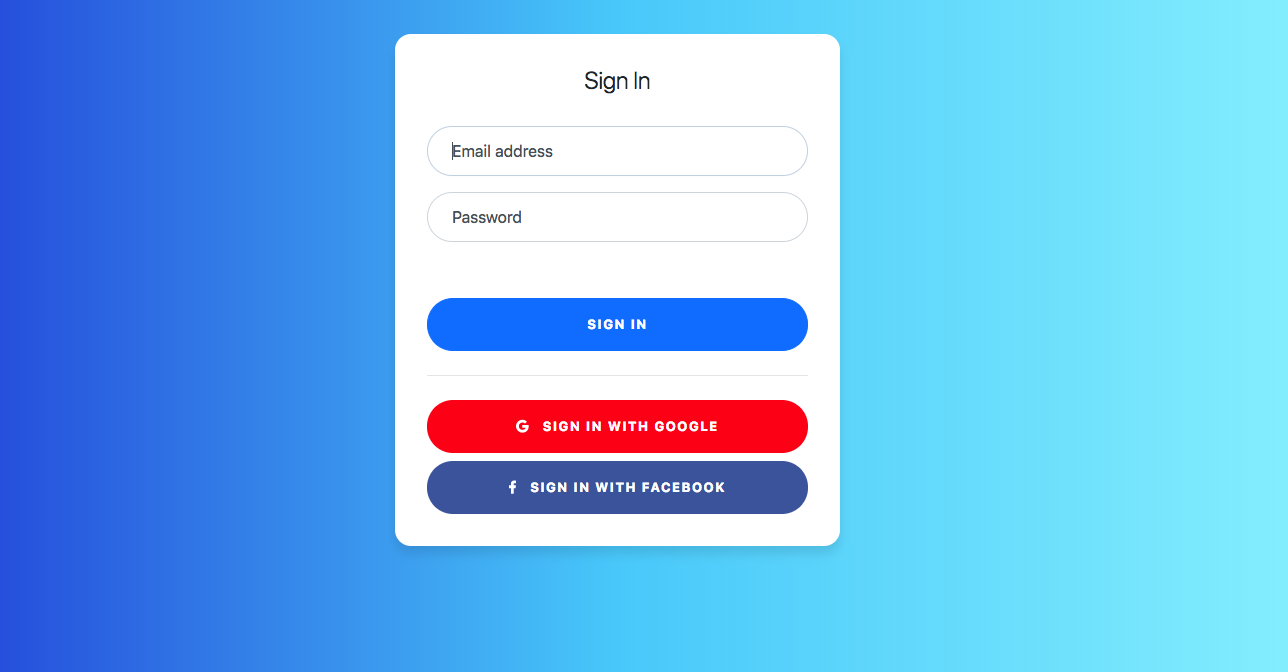 Sign In
Email address
Password
SIGN IN
SIGN IN WITH GOOGLE
SIGN IN WITH FACEBOOK